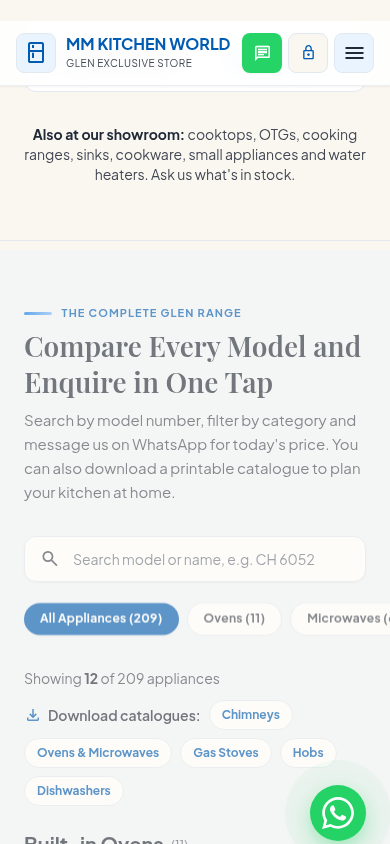 MM KITCHEN WORLD
GLEN EXCLUSIVE STORE
Also at our showroom: cooktops, OTGs, cooking
ranges, sinks, cookware, small appliances and water
heaters. Ask us what's in stock.
THE COMPLETE GLEN RANGE
Compare Every Model and
Enquire in One Tap
Search by model number, filter by category and
message us on WhatsApp for today's price. You
can also download a printable catalogue to plan
your kitchen at home.
Search model or name, e.g. CH 6052
All Appliances (209) Ovens (11) Microwaves
Showing 12 of 209 appliances
Download catalogues: Chimneys
Ovens & Microwaves Gas Stoves Hobs
Dishwashers
Built-in Ovens (11)